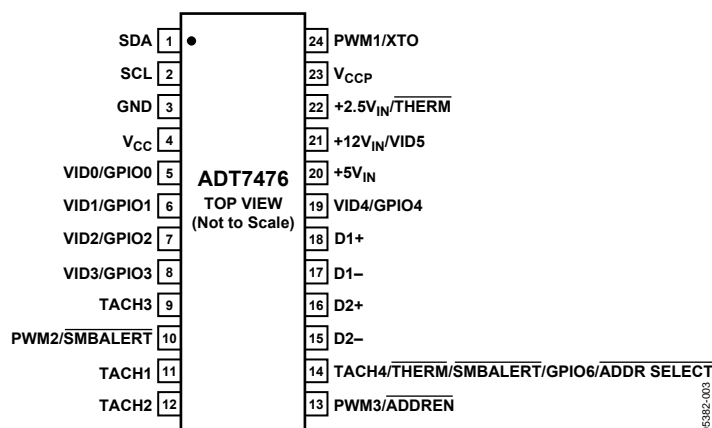 SDA 1
SCL 2
GND 3
VCC 4
VID0/GPIO0 5
VID1/GPIO1 6
VID2/GPIO2 7
VID3/GPIO3 8
TACH3 9
PWM2/SMBALERT 10
TACH1 11
TACH2 12
ADT7476
TOP VIEW
(Not to Scale)
24 PWM1/XTO
23 VCCP
22 +2.5VIN/THERM
21 +12VIN/VID5
20 +5VIN
19 VID4/GPIO4
18 D1+
17 D1–
16 D2+
15 D2–
14 TACH4/THERM/SMBALERT/GPIO6/ADDR SELECT
13 PWM3/ADDREN